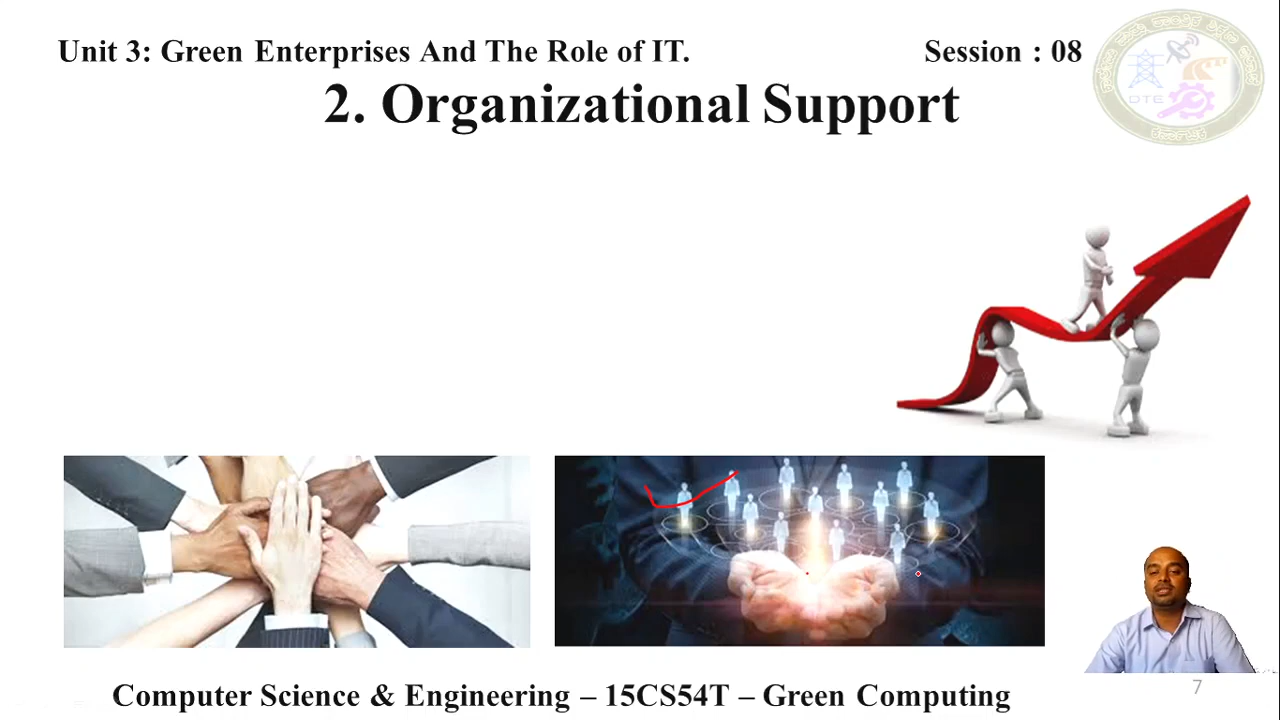 Unit 3: Green Enterprises And The Role of IT.
Session : 08
2. Organizational Support
DTE
Computer Science & Engineering – 15CS54T – Green Computing
7